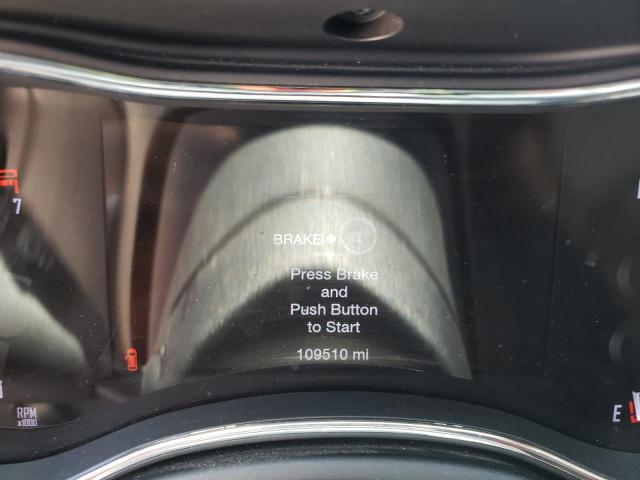 7
BRAKE +
Press Brake
and
Push Button
to Start
109510 mi
RPM
x1000
E